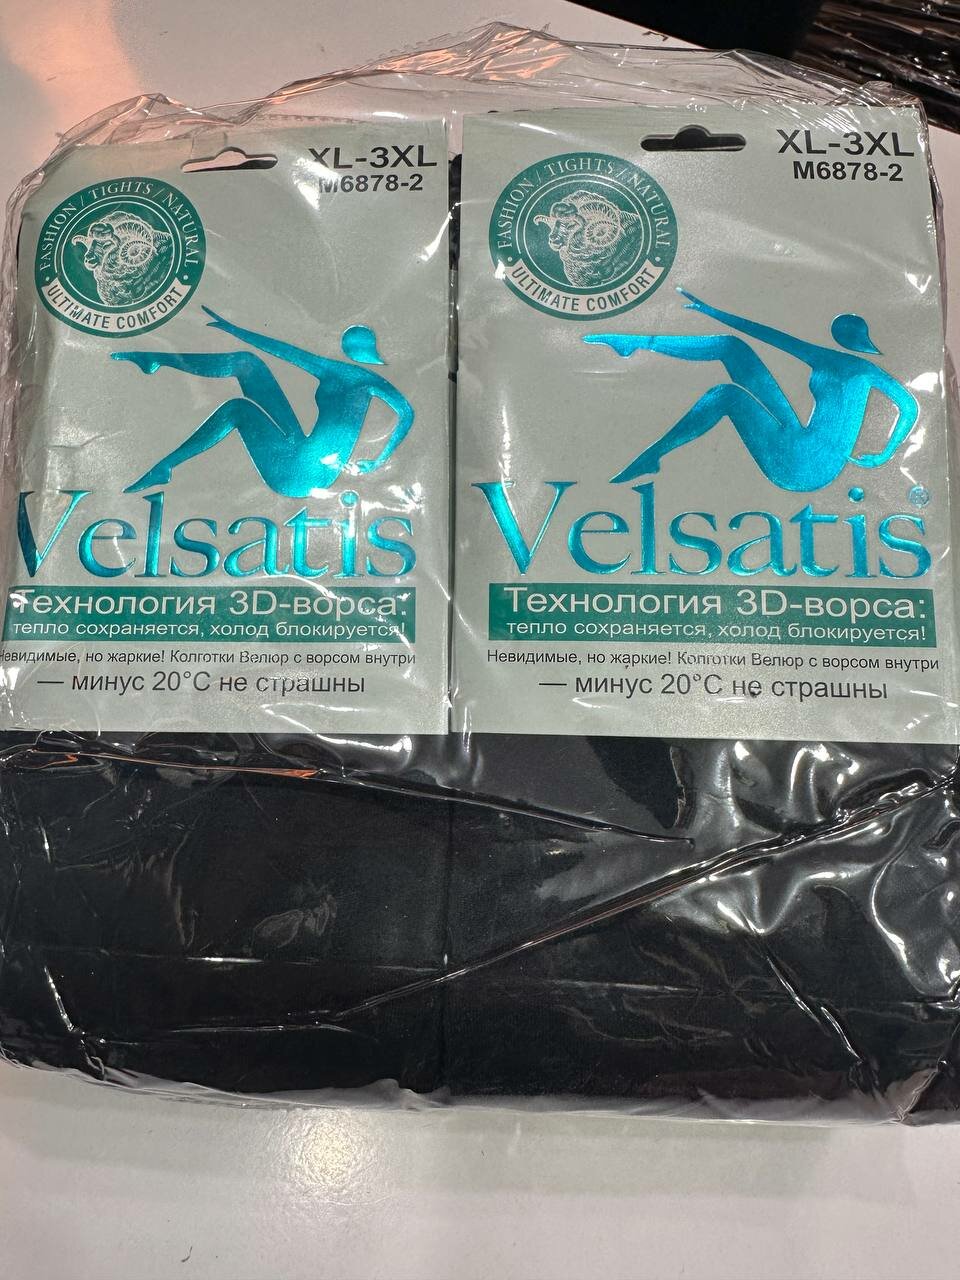 XL-3XL
M6878-2
FASHION / TIGHTS / NATURAL
ULTIMATE COMFORT
Velsatis
Технология 3D-ворса:
тепло сохраняется, холод блокируется!
Невидимые, но жаркие! Колготки Велюр с ворсом внутри
— минус 20°C не страшны
XL-3XL
M6878-2
FASHION / TIGHTS / NATURAL
ULTIMATE COMFORT
Velsatis®
Технология 3D-ворса:
тепло сохраняется, холод блокируется!
Невидимые, но жаркие! Колготки Велюр с ворсом внутри
— минус 20°C не страшны